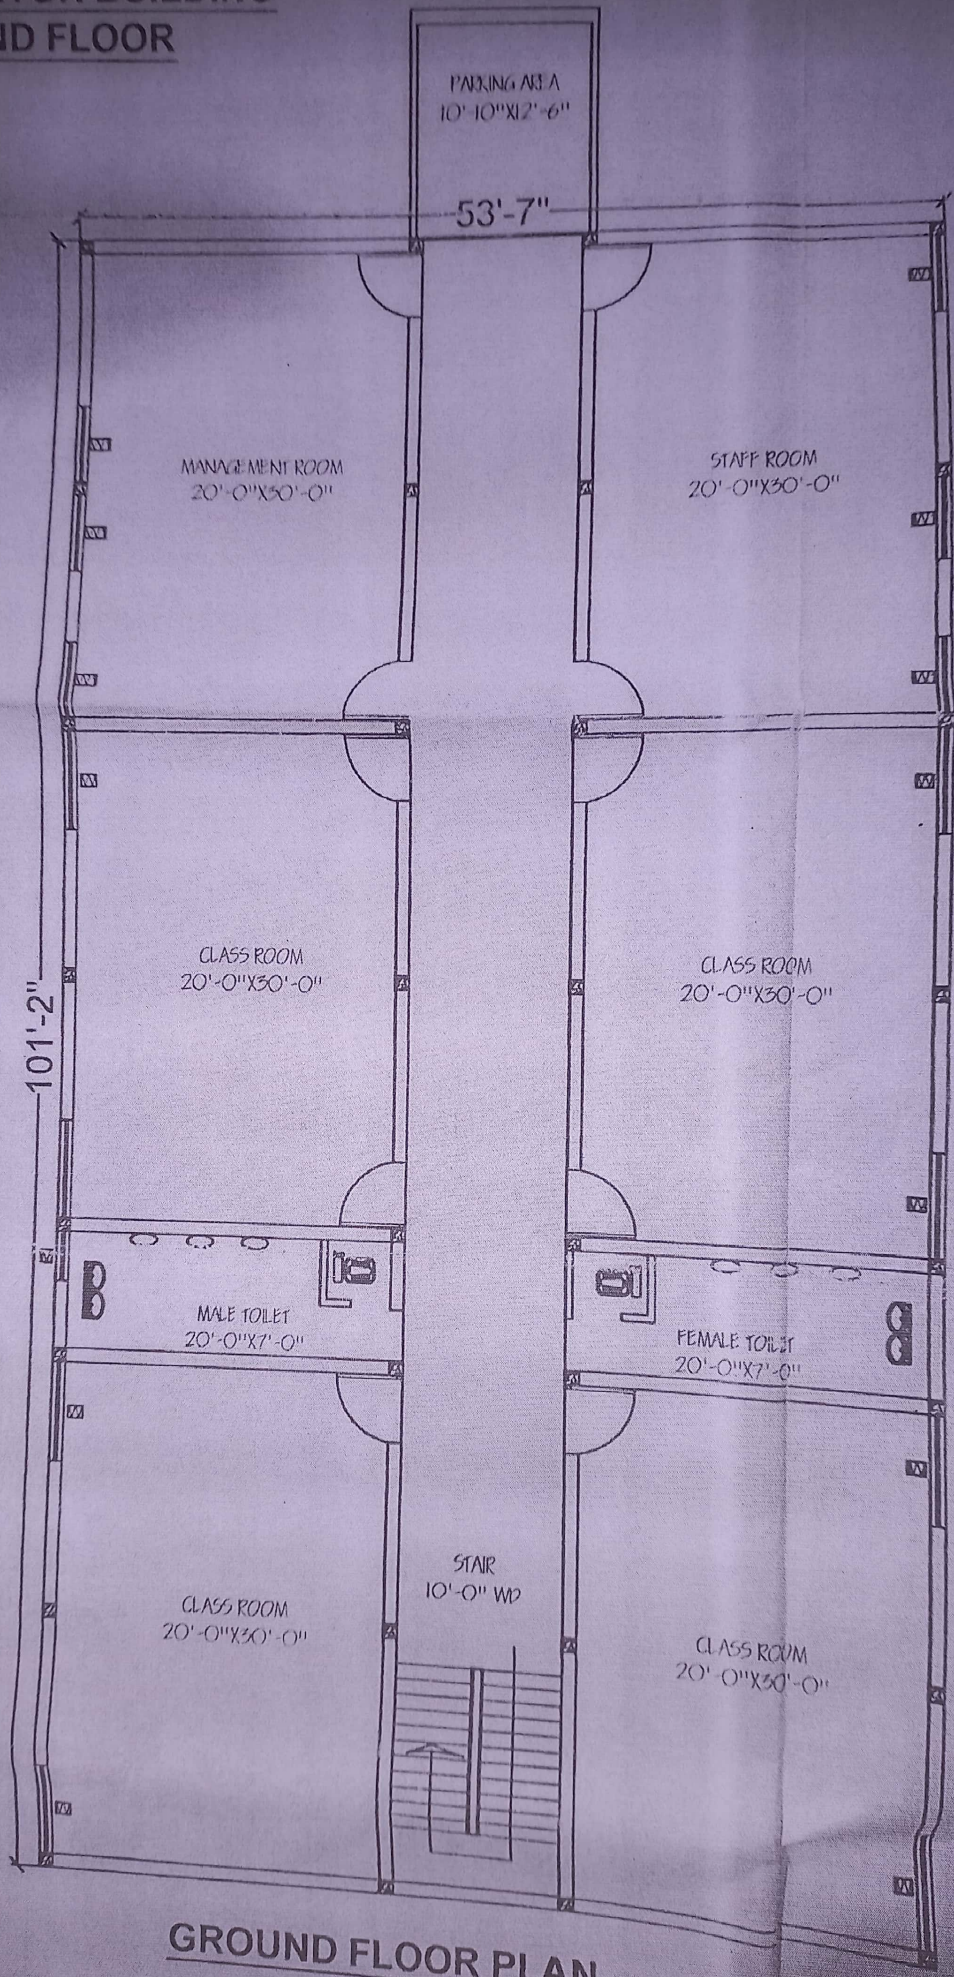 ND FLOOR
PARKING AREA
10'-10"X12'-6"
53'-7"
MANAGEMENT ROOM
20'-0"X30'-0"
STAFF ROOM
20'-0"X30'-0"
CLASS ROOM
20'-0"X30'-0"
CLASS ROOM
20'-0"X30'-0"
101'-2"
MALE TOILET
20'-0"X7'-0"
FEMALE TOILET
20'-0"X7'-0"
STAIR
10'-0" WD
CLASS ROOM
20'-0"X30'-0"
CLASS ROOM
20'-0"X30'-0"
W
W
W
W
W
W
W
W
W
W
W
W
W
W
GROUND FLOOR PLAN